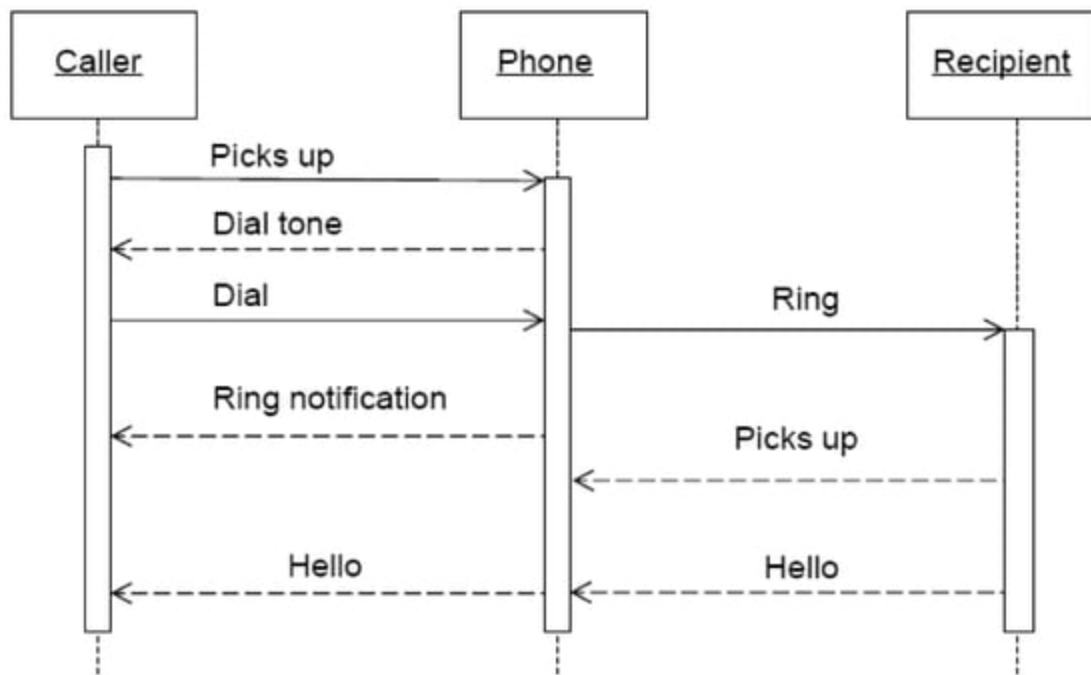 Caller
Phone
Recipient
Picks up
Dial tone
Dial
Ring
Ring notification
Picks up
Hello
Hello